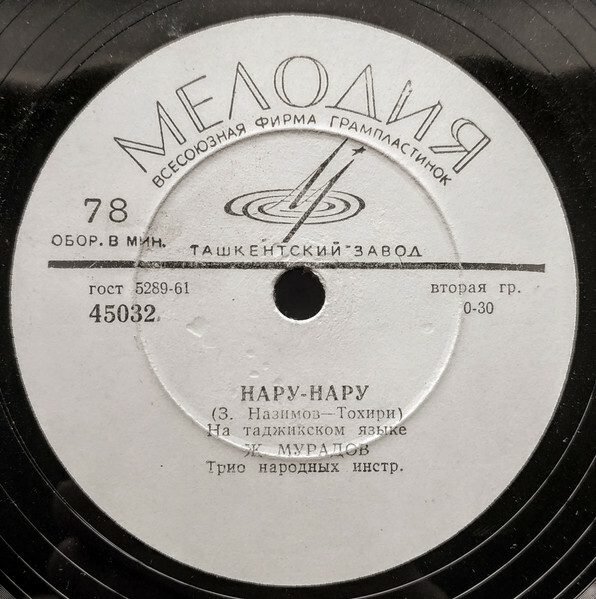 МЕЛОДИЯ
ВСЕСОЮЗНАЯ ФИРМА ГРАМПЛАСТИНОК
78
ОБОР. В МИН.
ТАШКЕНТСКИЙ ЗАВОД
гост 5289-61
вторая гр.
45032
0-30
НАРУ-НАРУ
(З. Назимов—Тохири)
На таджикском языке
Ж. МУРАДОВ
Трио народных инстр.